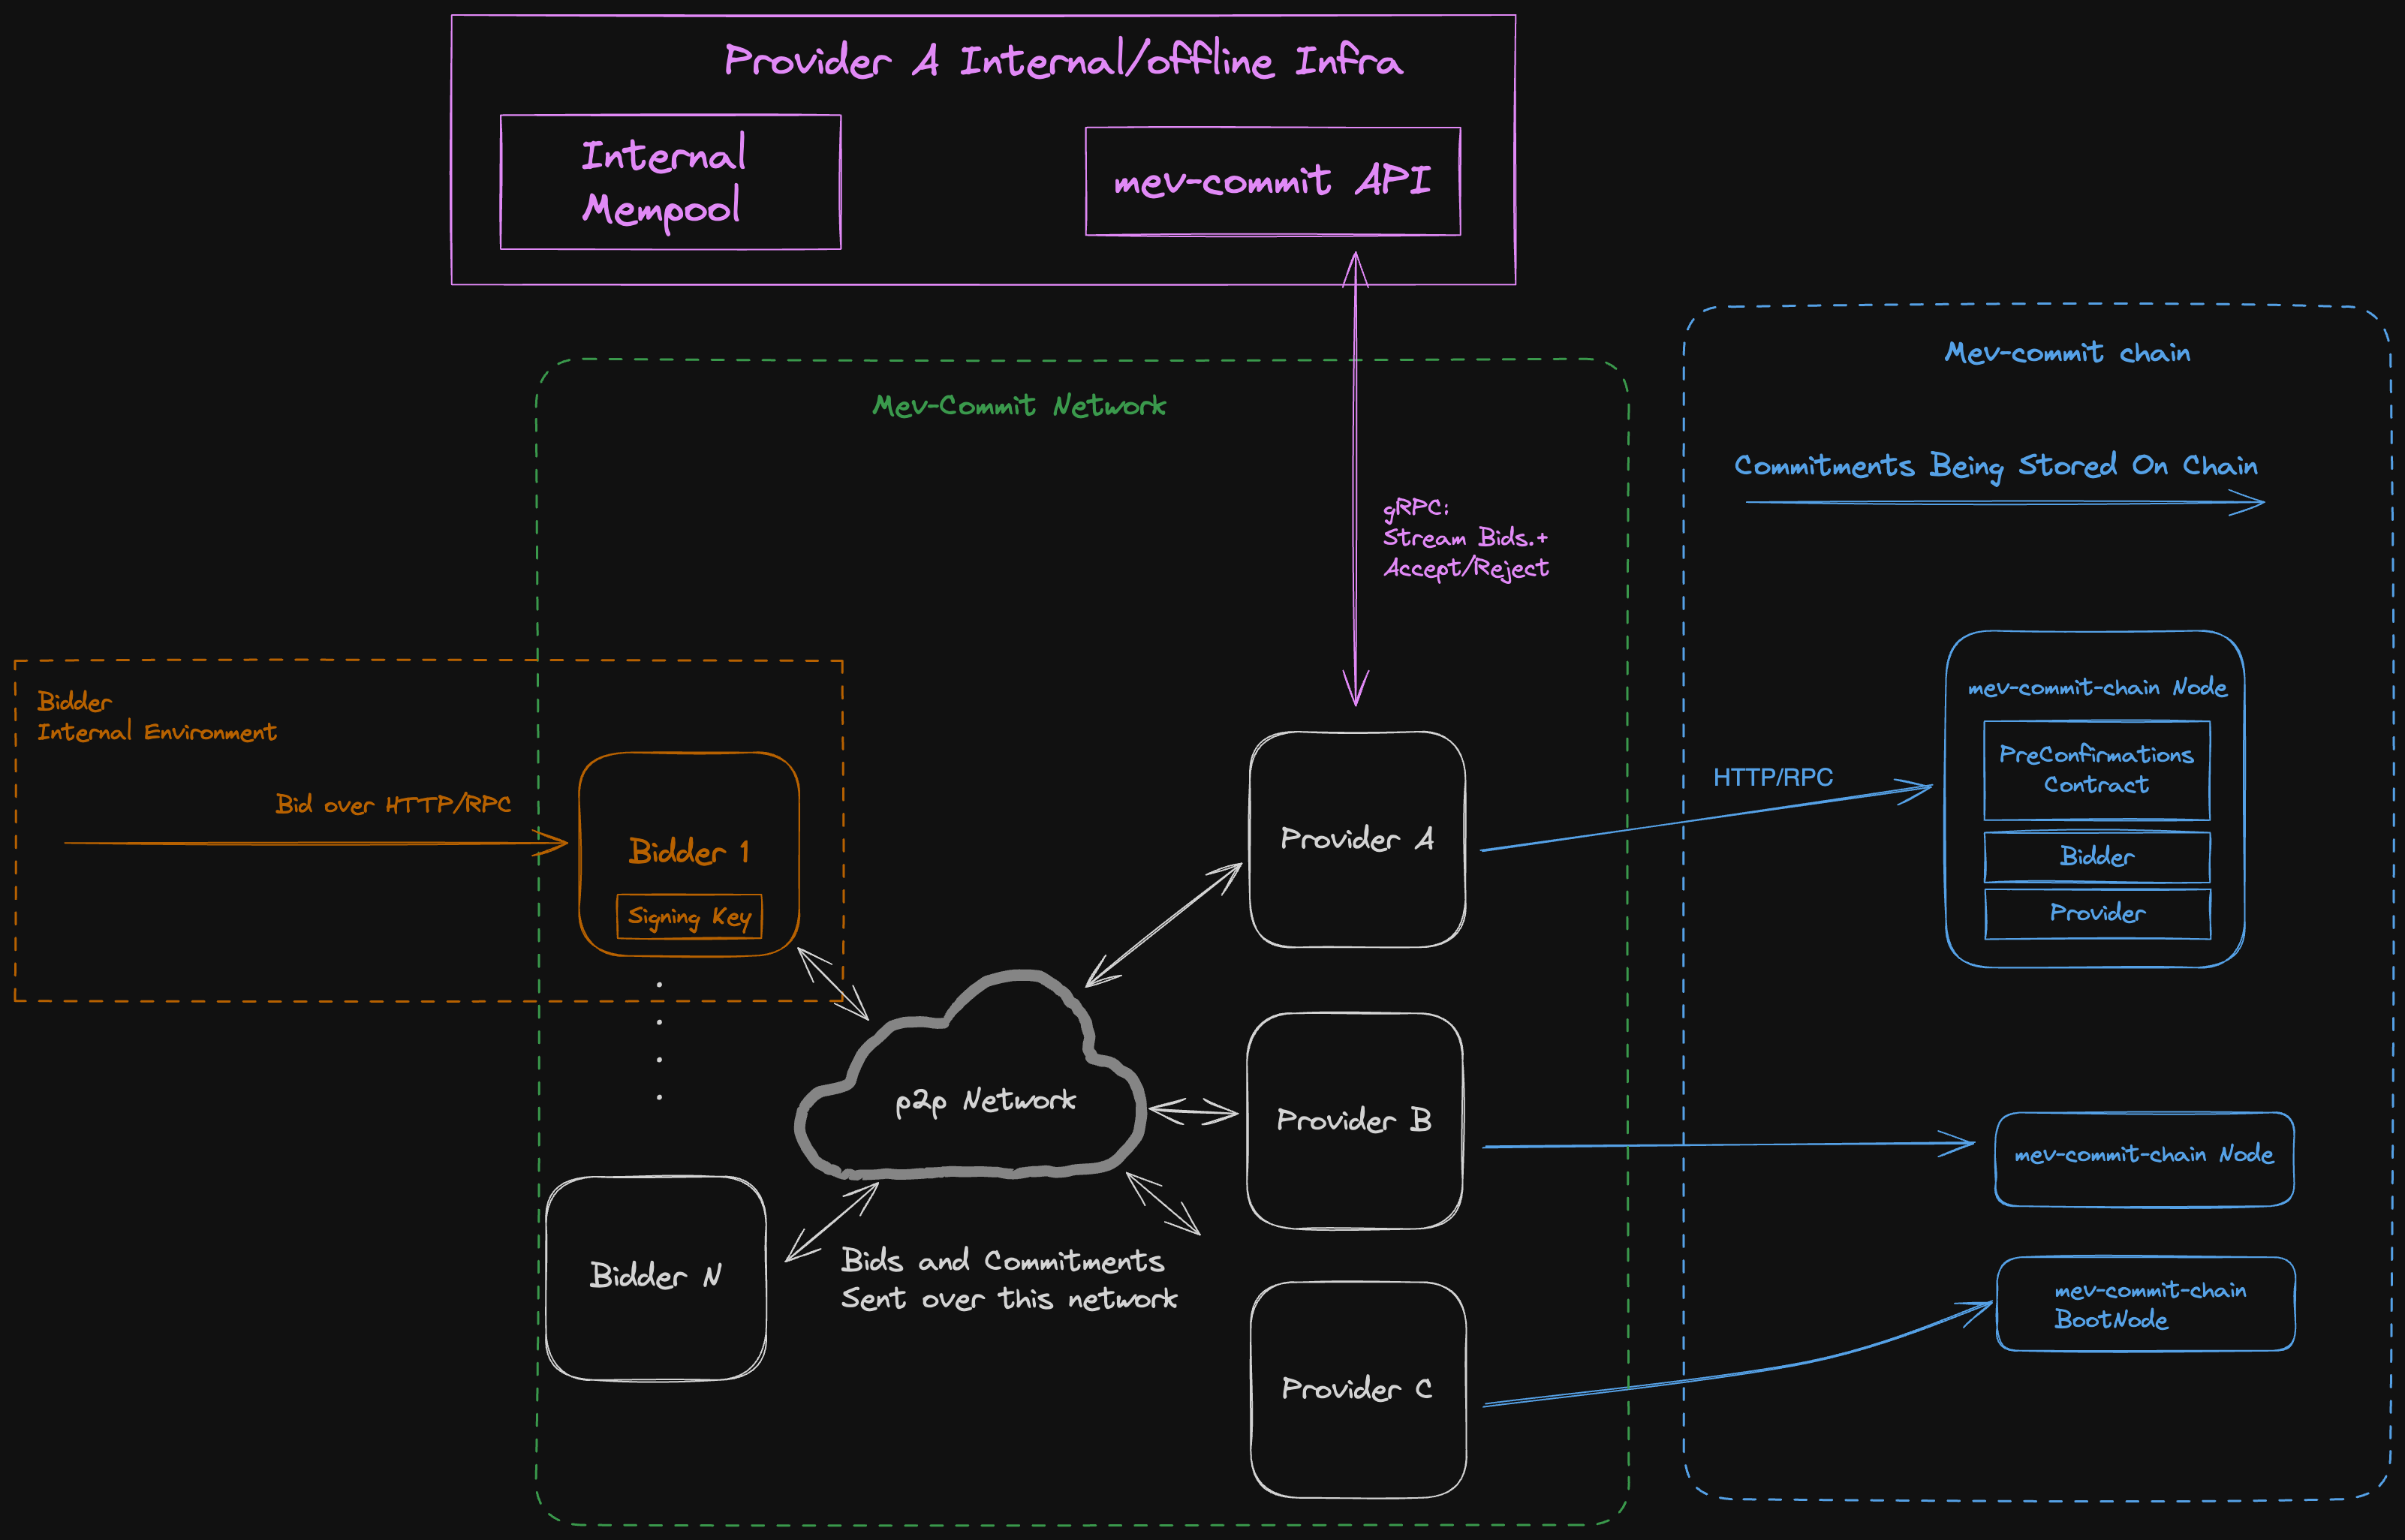 Provider A Internal/offline Infra
Internal
Mempool
mev-commit API
Mev-Commit Network
gRPC:
Stream Bids.+
Accept/Reject
Bidder
Internal Environment
Bid over HTTP/RPC
Bidder 1
Signing Key
Provider A
p2p Network
Provider B
Bidder N
Bids and Commitments
Sent over this network
Provider C
Mev-commit chain
Commitments Being Stored On Chain
HTTP/RPC
mev-commit-chain Node
PreConfirmations
Contract
Bidder
Provider
mev-commit-chain Node
mev-commit-chain
BootNode